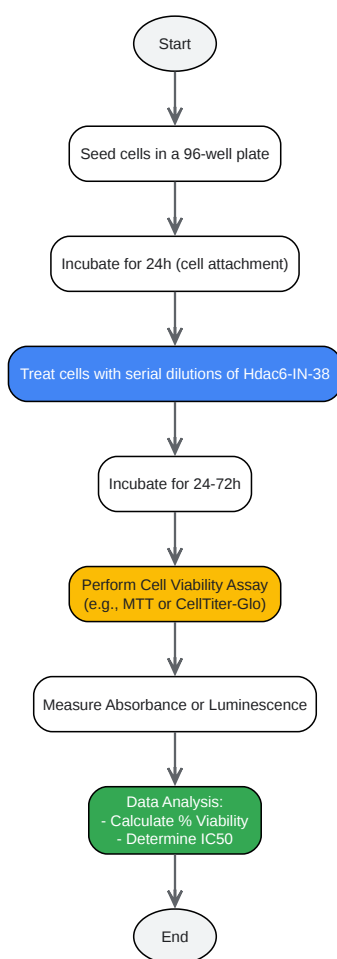 Start
Seed cells in a 96-well plate
Incubate for 24h (cell attachment)
Treat cells with serial dilutions of Hdac6-IN-38
Incubate for 24-72h
Perform Cell Viability Assay
(e.g., MTT or CellTiter-Glo)
Measure Absorbance or Luminescence
Data Analysis:
- Calculate % Viability
- Determine IC50
End